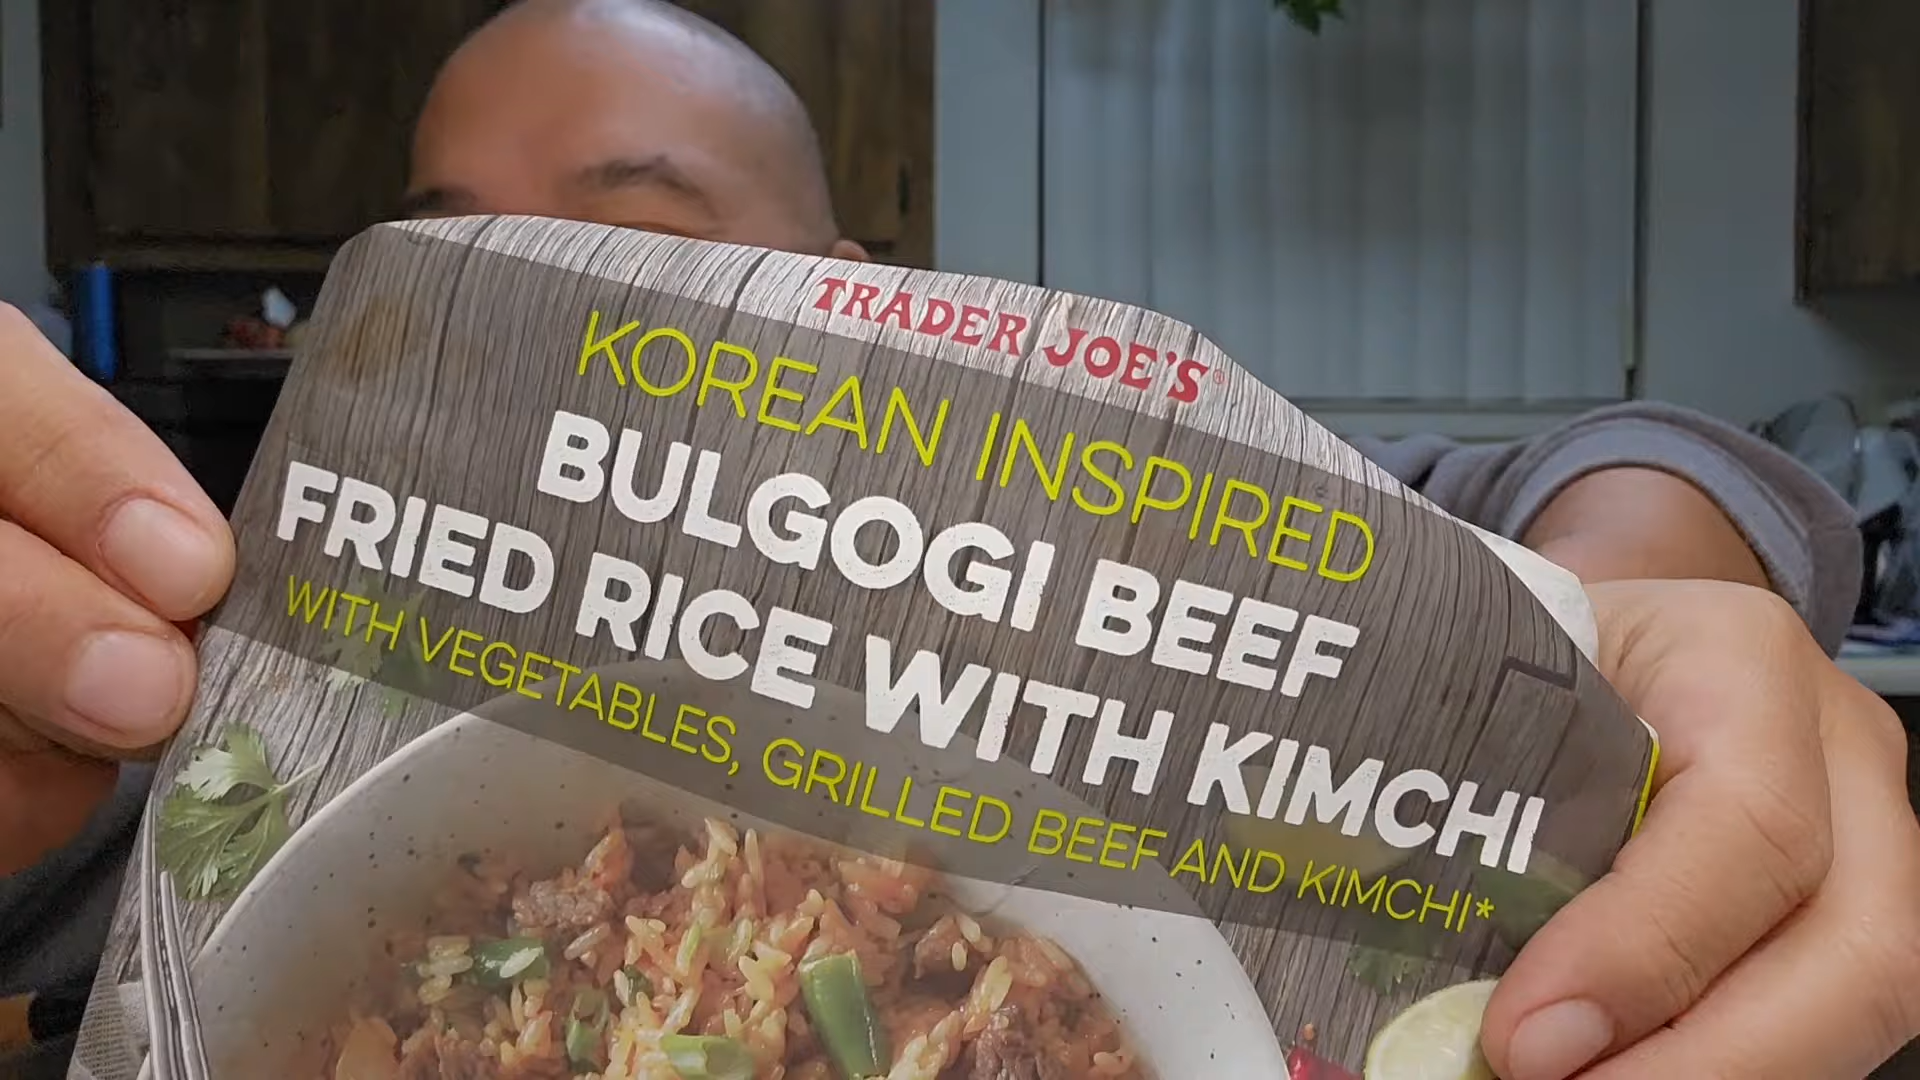 TRADER JOE'S®
KOREAN INSPIRED
BULGOGI BEEF
FRIED RICE WITH KIMCHI
WITH VEGETABLES, GRILLED BEEF AND KIMCHI*